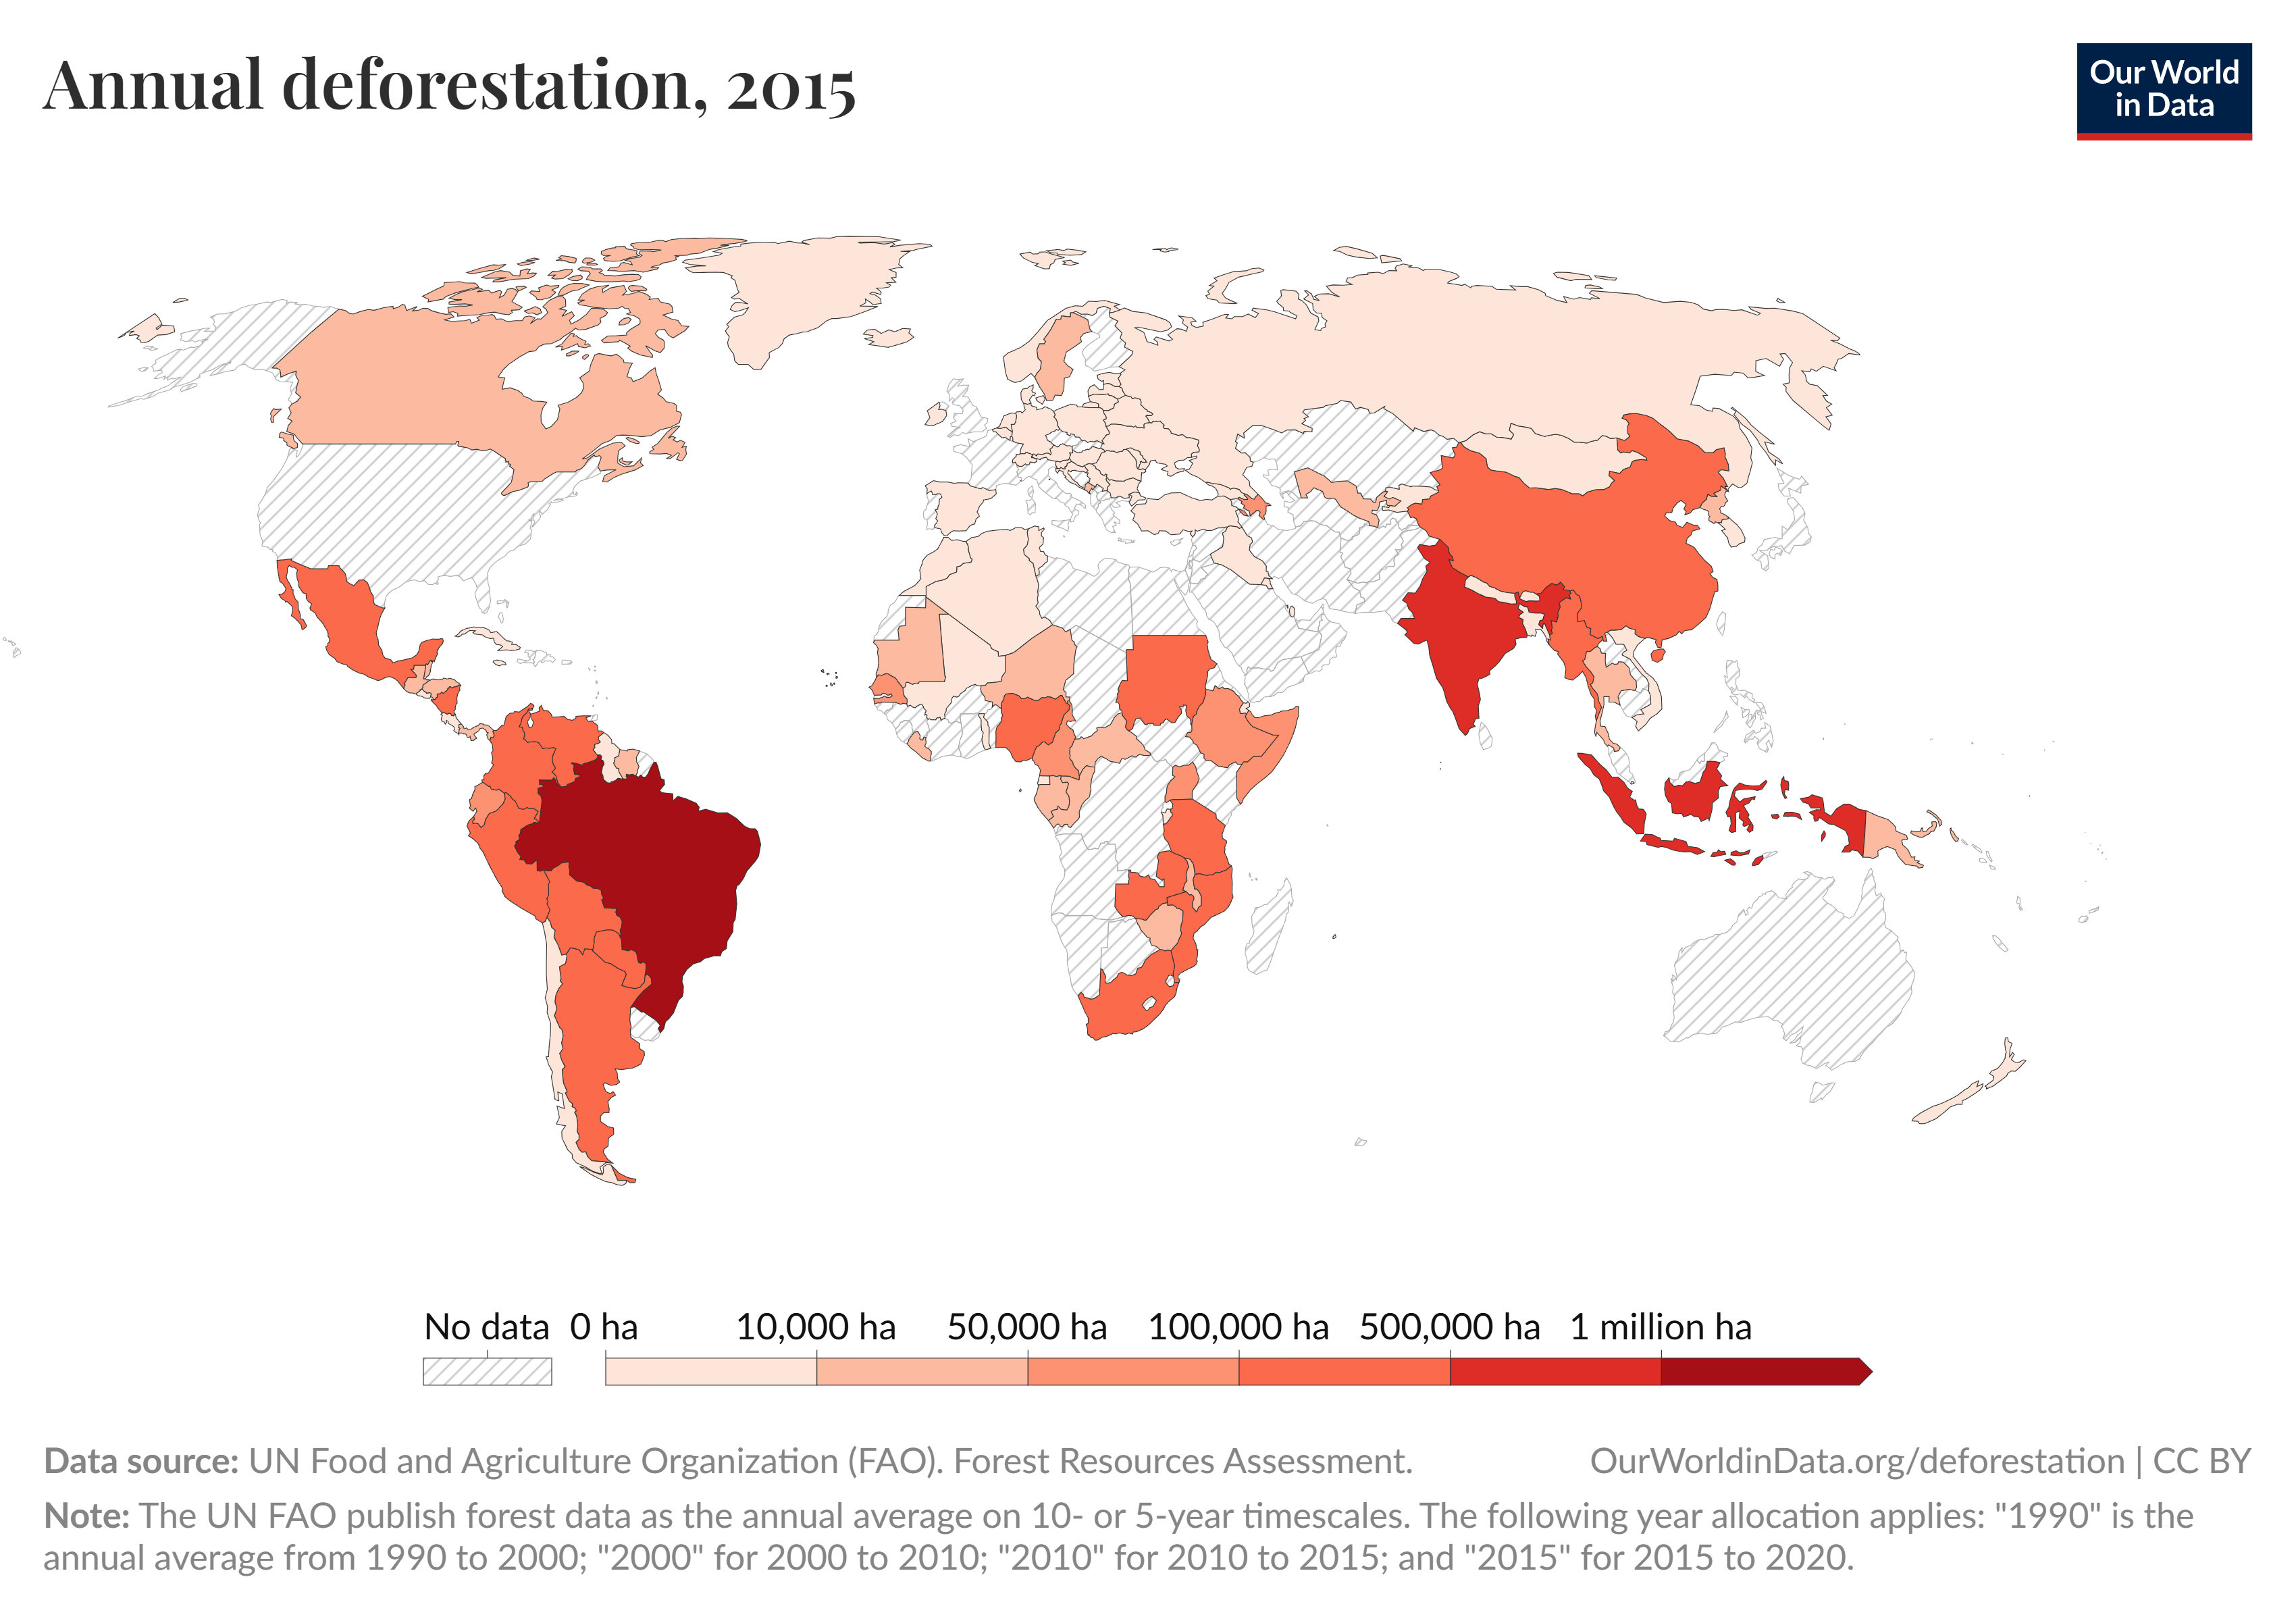 Annual deforestation, 2015
Our World
in Data
No data
0 ha
10,000 ha
50,000 ha
100,000 ha
500,000 ha
1 million ha
Data source: UN Food and Agriculture Organization (FAO). Forest Resources Assessment.
OurWorldinData.org/deforestation | CC BY
Note: The UN FAO publish forest data as the annual average on 10- or 5-year timescales. The following year allocation applies: "1990" is the
annual average from 1990 to 2000; "2000" for 2000 to 2010; "2010" for 2010 to 2015; and "2015" for 2015 to 2020.